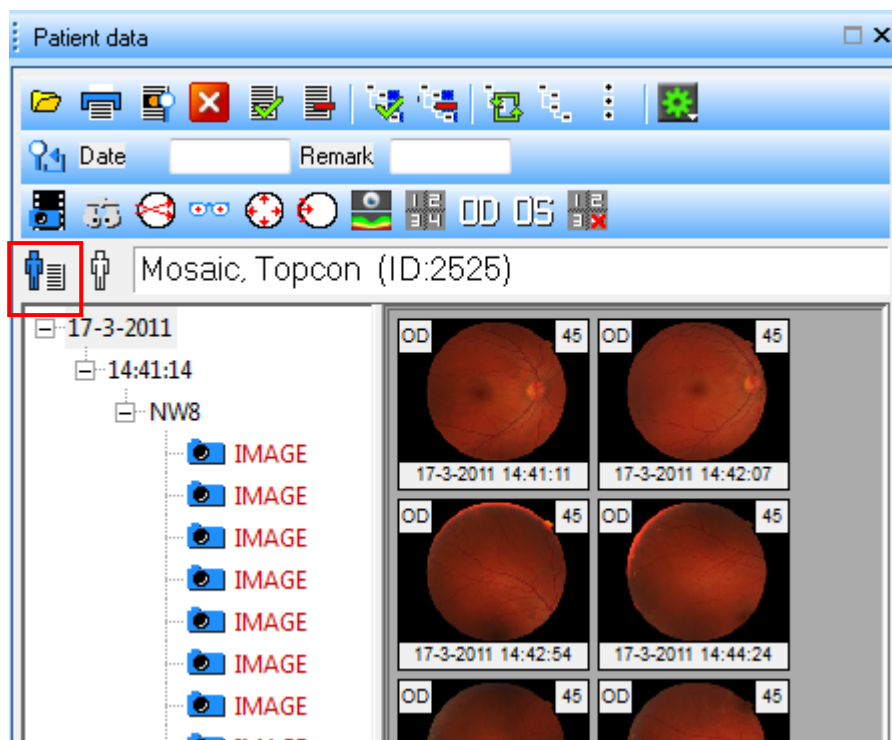 Patient data
Date Remark
OD OS
Mosaic, Topcon (ID:2525)
17-3-2011
14:41:14
NW8
IMAGE
IMAGE
IMAGE
IMAGE
IMAGE
IMAGE
IMAGE
OD 45 OD 45
17-3-2011 14:41:11 17-3-2011 14:42:07
OD 45 OD 45
17-3-2011 14:42:54 17-3-2011 14:44:24
OD 45 OD 45